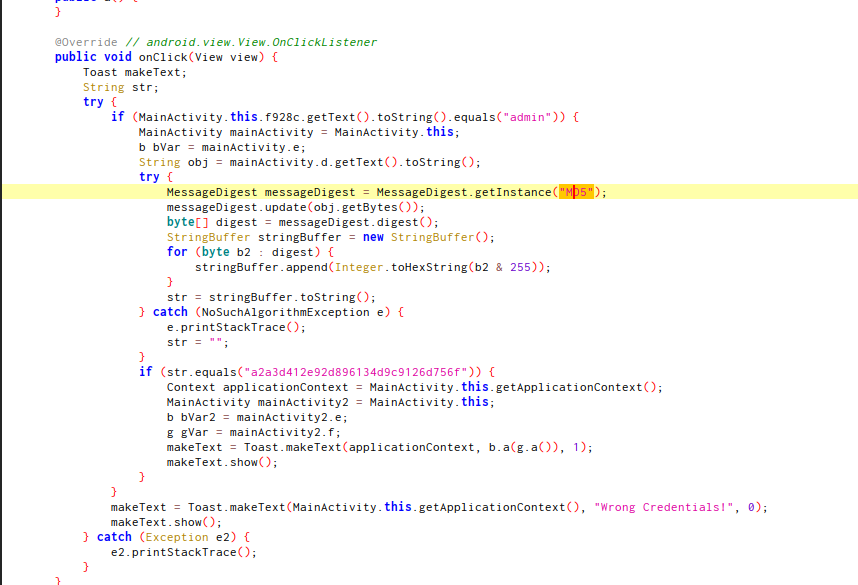 }
@Override // android.view.View.OnClickListener
public void onClick(View view) {
Toast makeText;
String str;
try {
if (MainActivity.this.f928c.getText().toString().equals("admin")) {
MainActivity mainActivity = MainActivity.this;
b bVar = mainActivity.e;
String obj = mainActivity.d.getText().toString();
try {
MessageDigest messageDigest = MessageDigest.getInstance("MD5");
messageDigest.update(obj.getBytes());
byte[] digest = messageDigest.digest();
StringBuffer stringBuffer = new StringBuffer();
for (byte b2 : digest) {
stringBuffer.append(Integer.toHexString(b2 & 255));
}
str = stringBuffer.toString();
} catch (NoSuchAlgorithmException e) {
e.printStackTrace();
str = "";
}
if (str.equals("a2a3d412e92d896134d9c9126d756f")) {
Context applicationContext = MainActivity.this.getApplicationContext();
MainActivity mainActivity2 = MainActivity.this;
b bVar2 = mainActivity2.e;
g gVar = mainActivity2.f;
makeText = Toast.makeText(applicationContext, b.a(g.a()), 1);
makeText.show();
}
}
makeText = Toast.makeText(MainActivity.this.getApplicationContext(), "Wrong Credentials!", 0);
makeText.show();
} catch (Exception e2) {
e2.printStackTrace();
}
}